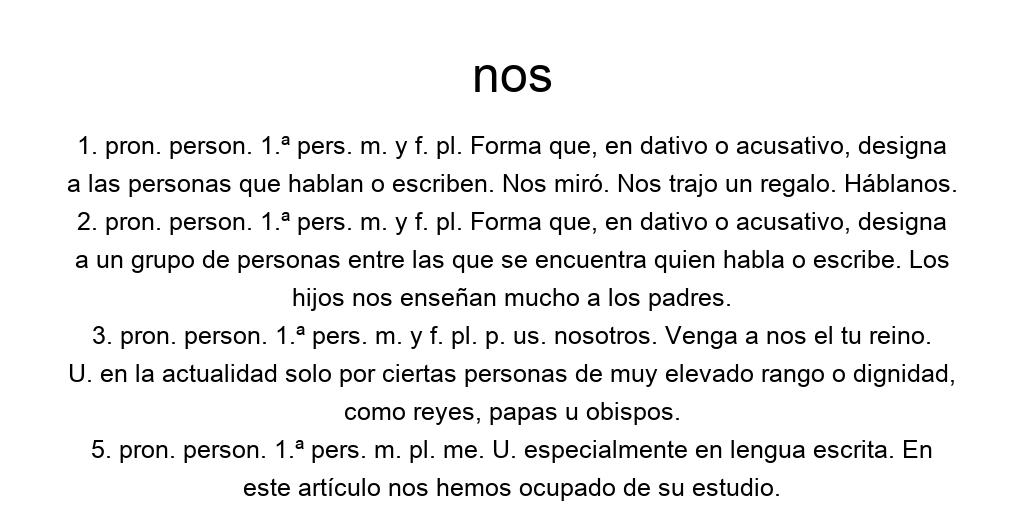 nos
1. pron. person. 1.ª pers. m. y f. pl. Forma que, en dativo o acusativo, designa
a las personas que hablan o escriben. Nos miró. Nos trajo un regalo. Háblanos.
2. pron. person. 1.ª pers. m. y f. pl. Forma que, en dativo o acusativo, designa
a un grupo de personas entre las que se encuentra quien habla o escribe. Los
hijos nos enseñan mucho a los padres.
3. pron. person. 1.ª pers. m. y f. pl. p. us. nosotros. Venga a nos el tu reino.
U. en la actualidad solo por ciertas personas de muy elevado rango o dignidad,
como reyes, papas u obispos.
5. pron. person. 1.ª pers. m. pl. me. U. especialmente en lengua escrita. En
este artículo nos hemos ocupado de su estudio.